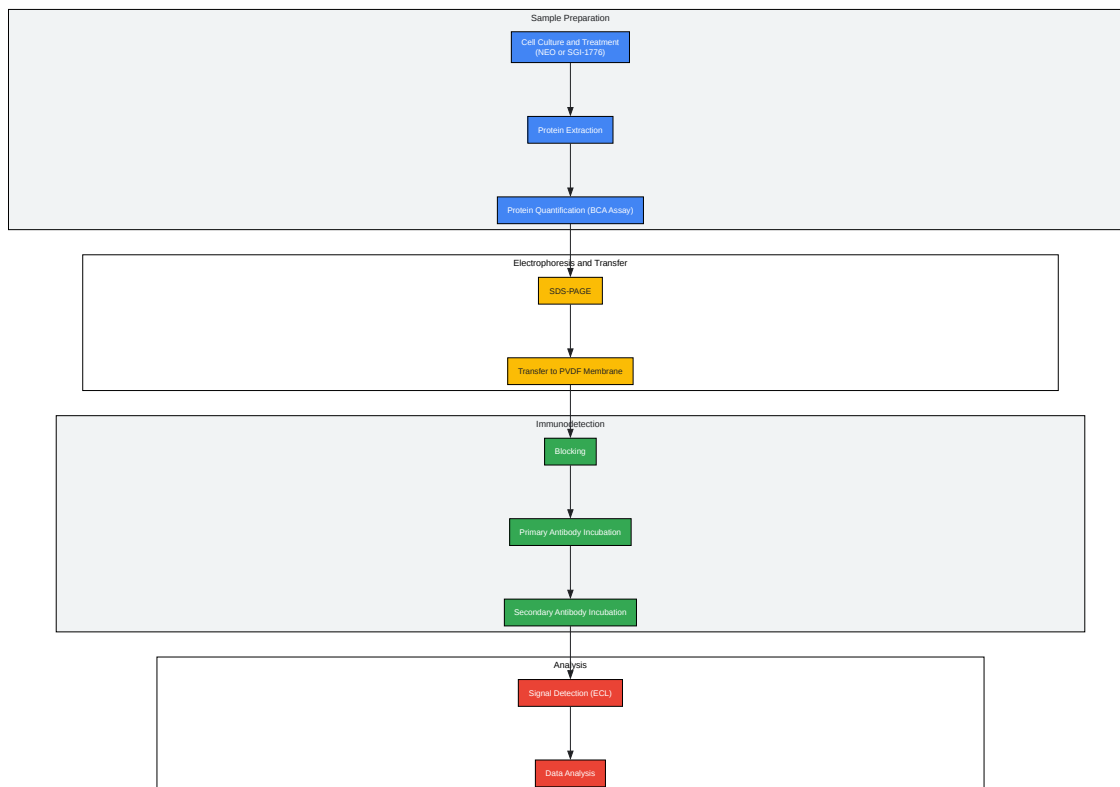 Sample Preparation
Cell Culture and Treatment
(NEO or SGI-1776)
Protein Extraction
Protein Quantification (BCA Assay)
Electrophoresis and Transfer
SDS-PAGE
Transfer to PVDF Membrane
Immunodetection
Blocking
Primary Antibody Incubation
Secondary Antibody Incubation
Analysis
Signal Detection (ECL)
Data Analysis